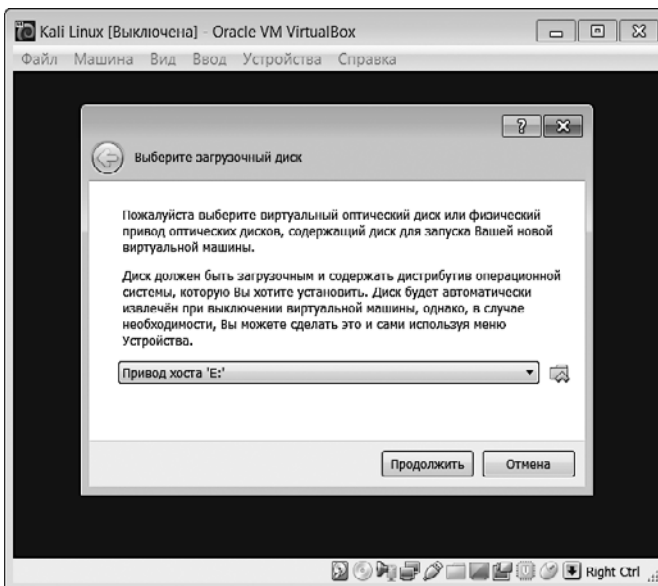 Kali Linux [Выключена] - Oracle VM VirtualBox
Файл Машина Вид Ввод Устройства Справка
?
Выберите загрузочный диск
Пожалуйста выберите виртуальный оптический диск или физический
привод оптических дисков, содержащий диск для запуска Вашей новой
виртуальной машины.
Диск должен быть загрузочным и содержать дистрибутив операционной
системы, которую Вы хотите установить. Диск будет автоматически
извлечён при выключении виртуальной машины, однако, в случае
необходимости, Вы можете сделать это и сами используя меню
Устройства.
Привод хоста 'E:'
Продолжить Отмена
Right Ctrl